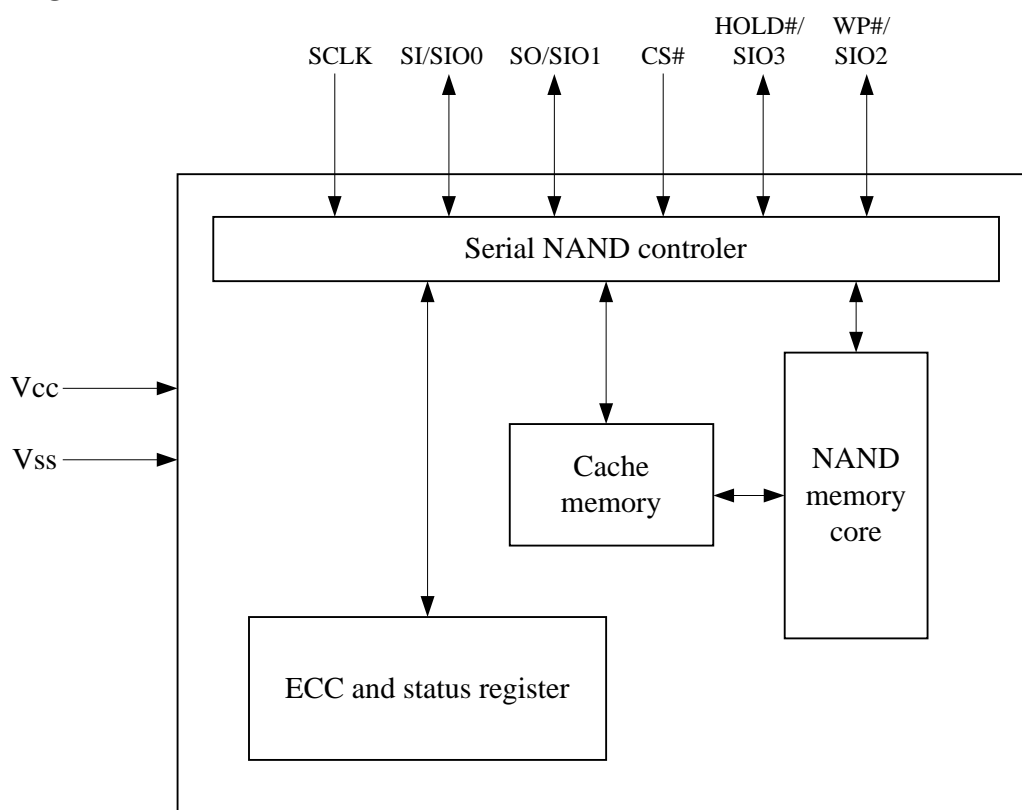 HOLD#/ WP#/
SCLK SI/SIO0 SO/SIO1 CS# SIO3 SIO2
Serial NAND controler
Vcc
Vss
Cache
memory
NAND
memory
core
ECC and status register